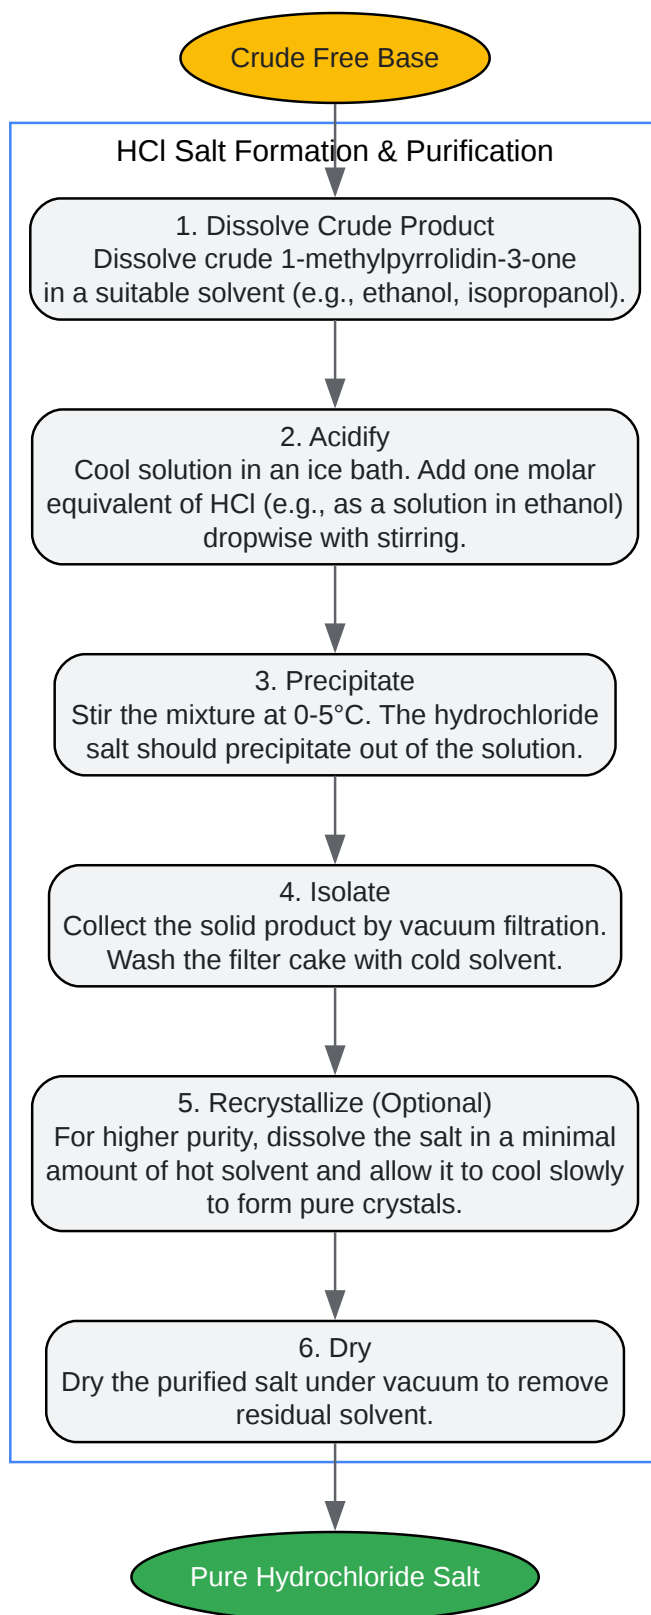 Crude Free Base
HCl Salt Formation & Purification
1. Dissolve Crude Product
Dissolve crude 1-methylpyrrolidin-3-one
in a suitable solvent (e.g., ethanol, isopropanol).
2. Acidify
Cool solution in an ice bath. Add one molar
equivalent of HCl (e.g., as a solution in ethanol)
dropwise with stirring.
3. Precipitate
Stir the mixture at 0-5°C. The hydrochloride
salt should precipitate out of the solution.
4. Isolate
Collect the solid product by vacuum filtration.
Wash the filter cake with cold solvent.
5. Recrystallize (Optional)
For higher purity, dissolve the salt in a minimal
amount of hot solvent and allow it to cool slowly
to form pure crystals.
6. Dry
Dry the purified salt under vacuum to remove
residual solvent.
Pure Hydrochloride Salt